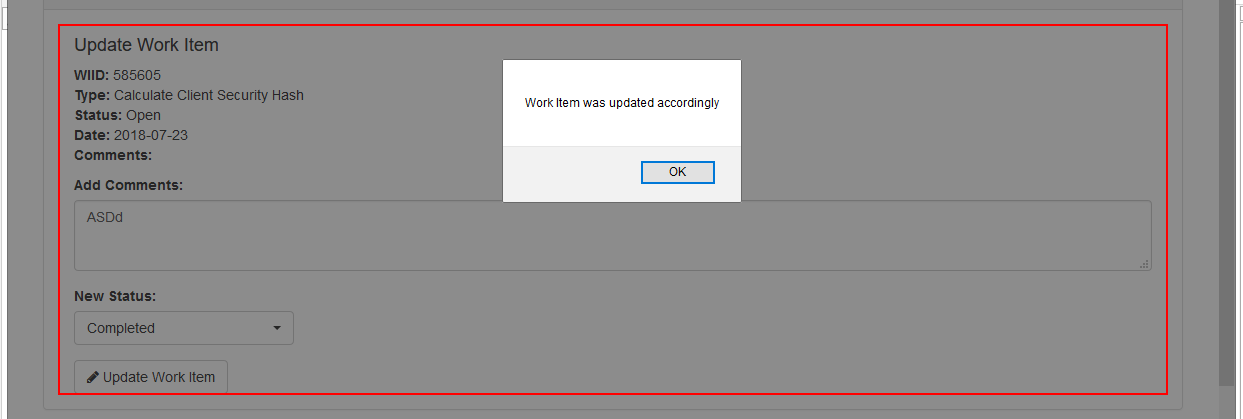 Update Work Item
WIID: 585605
Type: Calculate Client Security Hash
Status: Open
Date: 2018-07-23
Comments:
Work Item was updated accordingly
OK
Add Comments:
ASDd
New Status:
Completed
Update Work Item